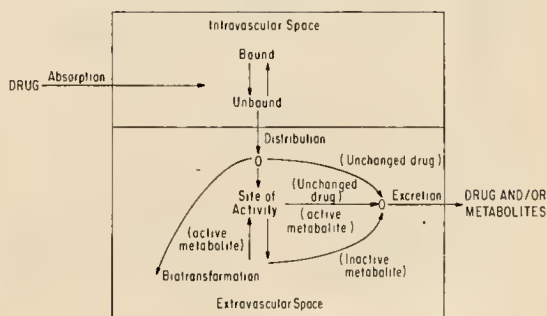 Intravascular Space
Bound
Absorption
DRUG
Unbound
Distribution
(Unchanged drug)
Site of
Activity
(Unchanged
drug)
(active
metabolite)
Excretion
DRUG AND/OR
METABOLITES
(active
metabolite)
(Inactive
metabolite)
Biotransformation
Extravascular Space